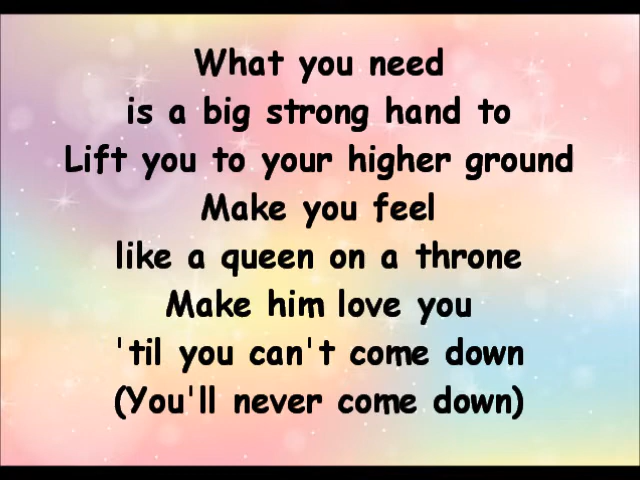 What you need
is a big strong hand to
Lift you to your higher ground
Make you feel
like a queen on a throne
Make him love you
'til you can't come down
(You'll never come down)